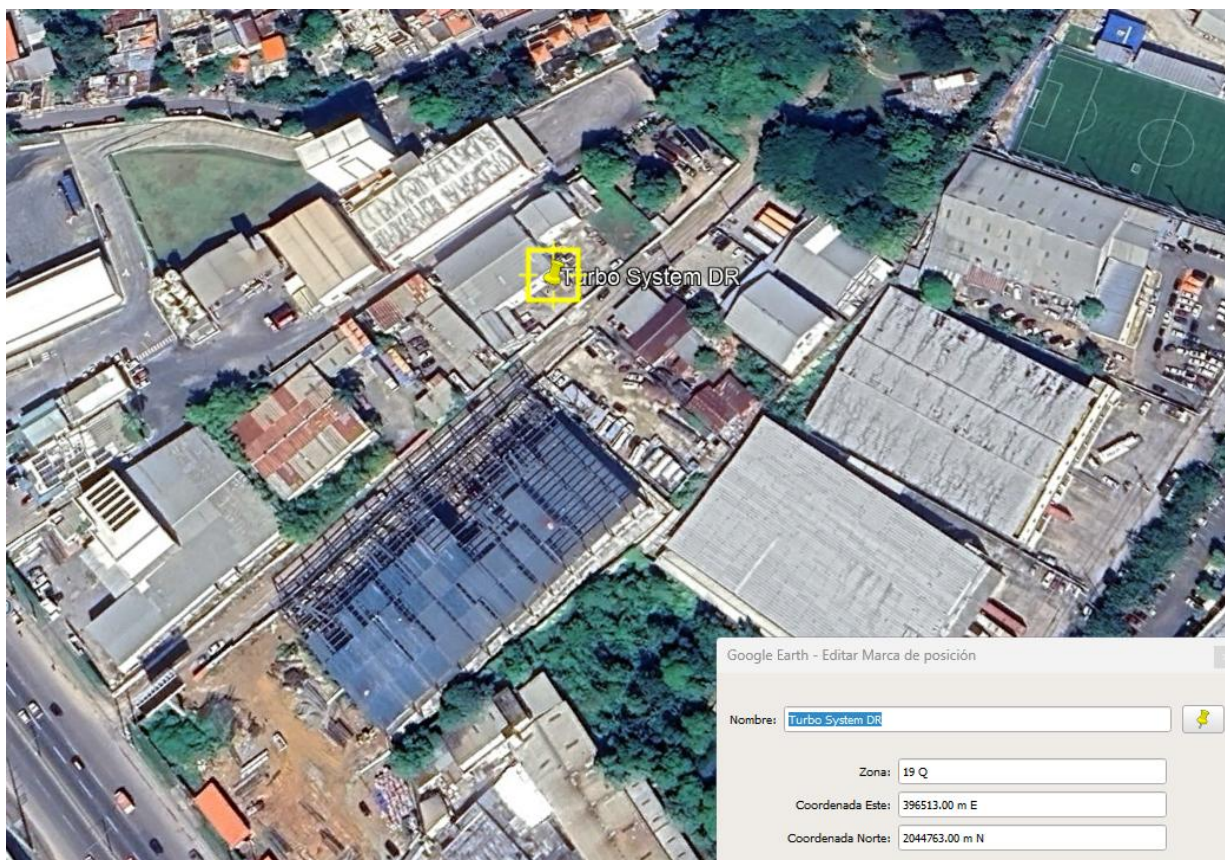 Turbo System DR
Google Earth - Editar Marca de posición
Nombre: Turbo System DR
Zona: 19 Q
Coordenada Este: 396513.00 m E
Coordenada Norte: 2044763.00 m N